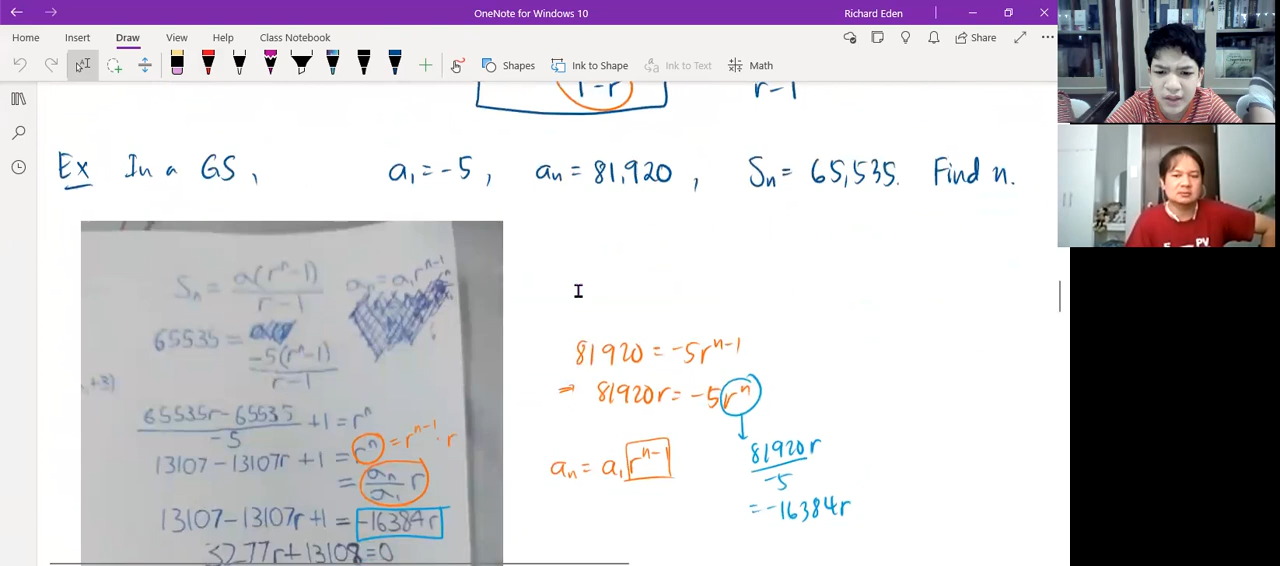 OneNote for Windows 10
Richard Eden
Home Insert Draw View Help Class Notebook
Share
Shapes Ink to Shape Ink to Text Math
1-r
r-1
Ex In a GS, a₁ = -5, aₙ = 81,920, Sₙ = 65,535. Find n.
Sₙ = a(rⁿ-1)/r-1
aₙ = a₁rⁿ⁻¹
65535 = -5(rⁿ-1)/r-1
65535r-65535/-5 +1 = rⁿ
= rⁿ⁻¹·r
13107-13107r+1 = rⁿ
= aₙ/a₁ r
13107-13107r+1 = -16384r
3277r+13108=0
81920 = -5rⁿ⁻¹
⇒ 81920r = -5rⁿ
aₙ = a₁rⁿ⁻¹
81920r/-5
= -16384r